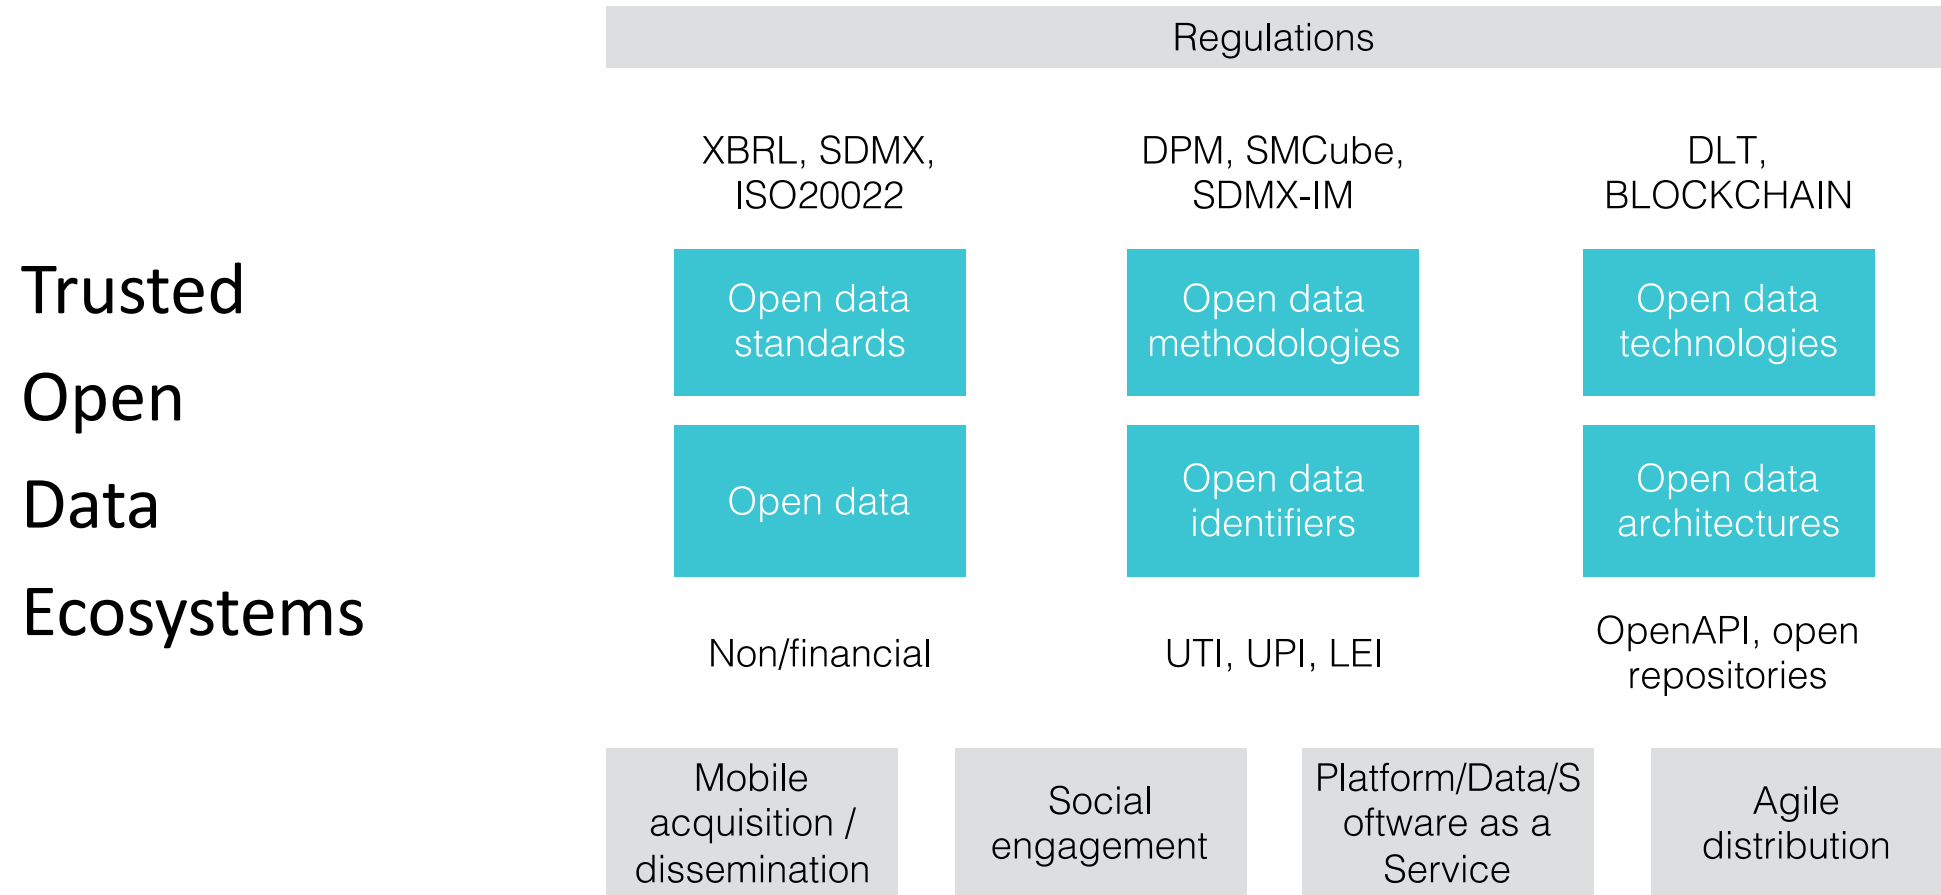 Trusted
Open
Data
Ecosystems
Regulations
XBRL, SDMX,
ISO20022
DPM, SMCube,
SDMX-IM
DLT,
BLOCKCHAIN
Open data
standards
Open data
methodologies
Open data
technologies
Open data
Open data
identifiers
Open data
architectures
Non/financial
UTI, UPI, LEI
OpenAPI, open
repositories
Mobile
acquisition /
dissemination
Social
engagement
Platform/Data/S
oftware as a
Service
Agile
distribution